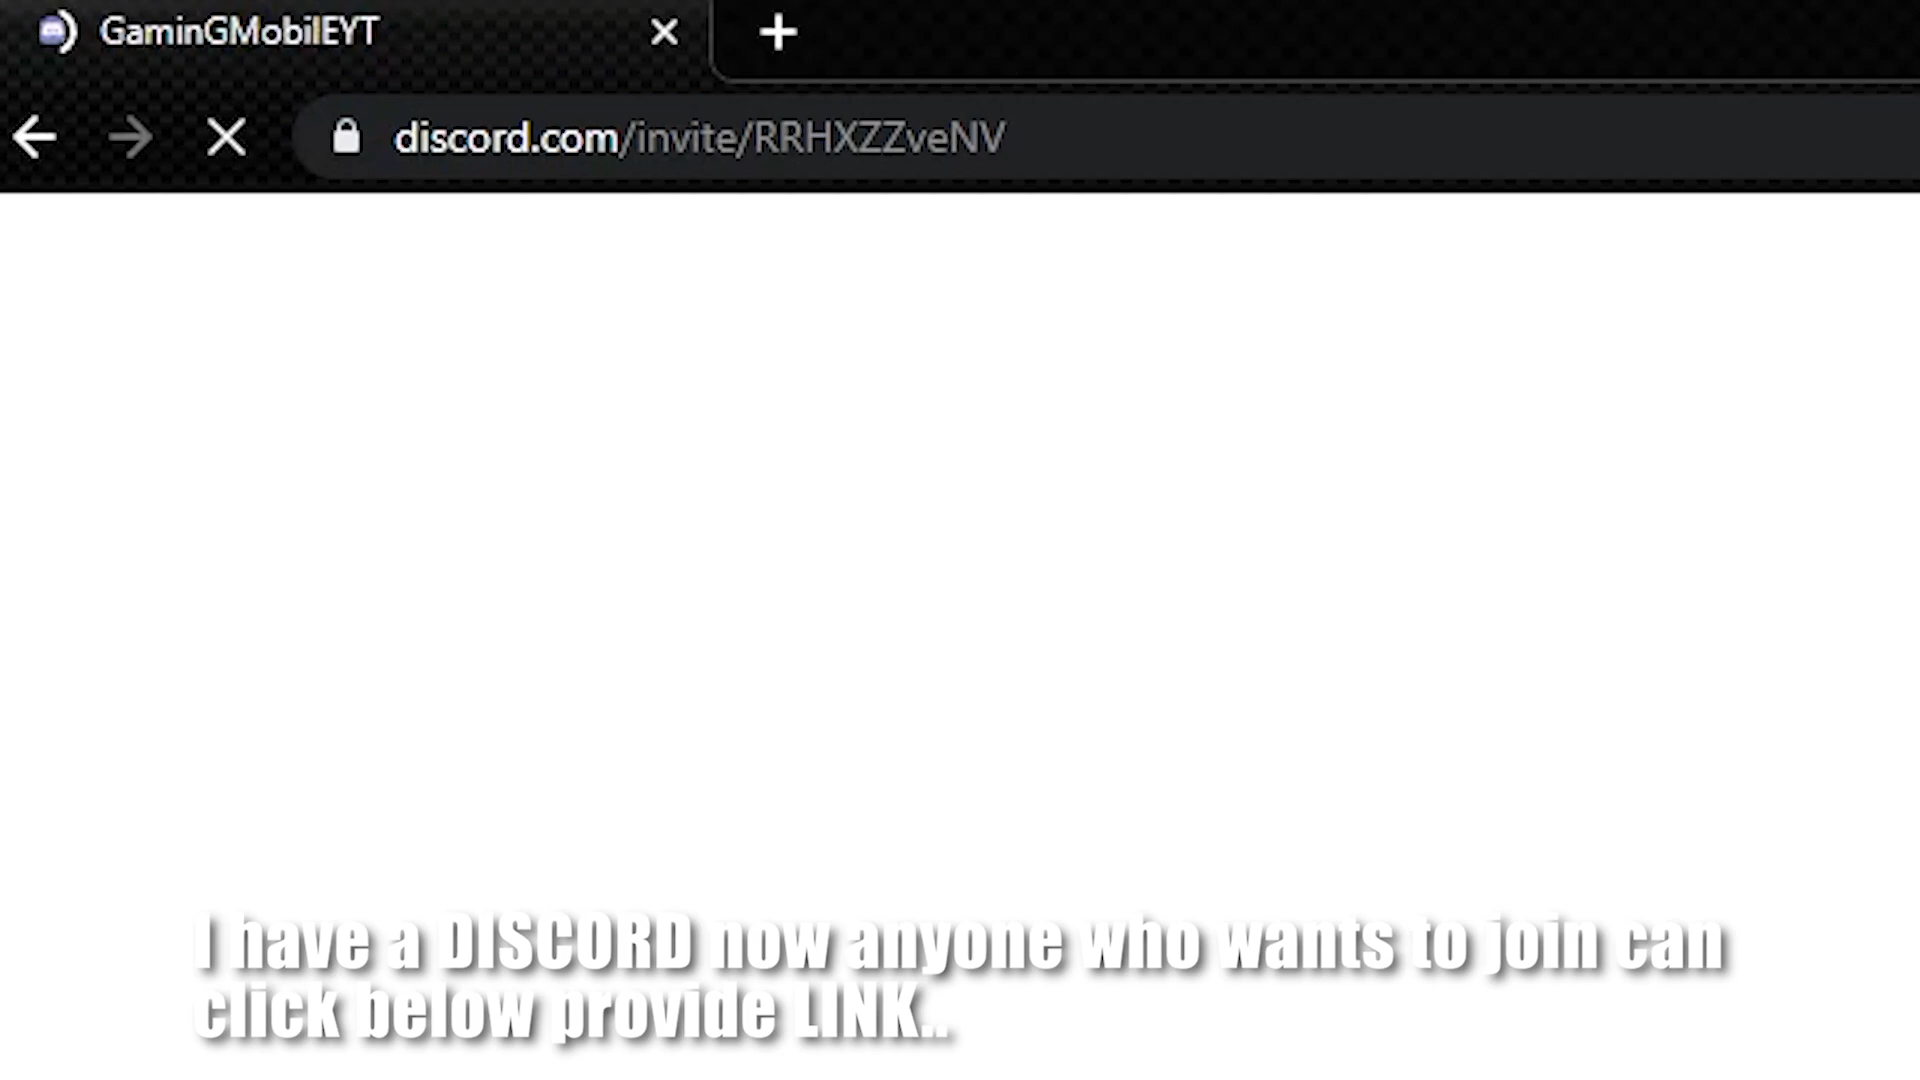 GaminGMobilEYT
discord.com/invite/RRHXZZveNV
I have a DISCORD now anyone who wants to join can
click below provide LINK..